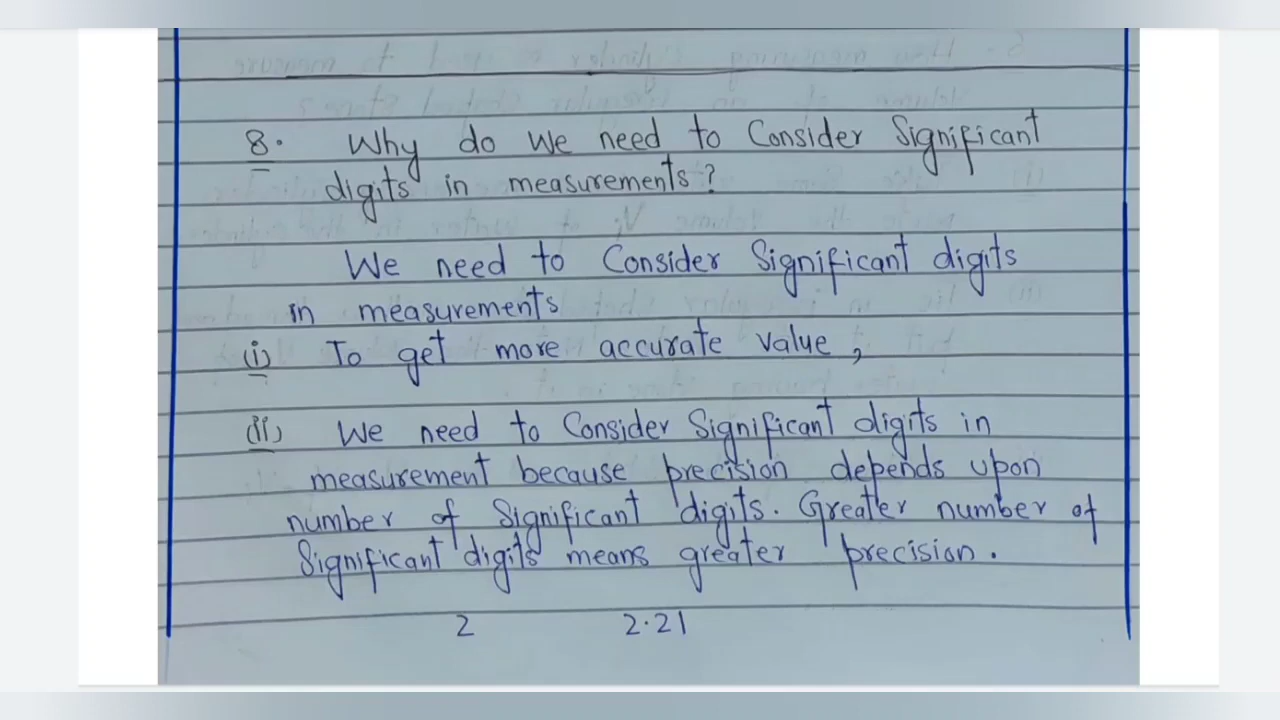 8. Why do we need to Consider Significant
digits in measurements?
We need to Consider Significant digits
in measurements
(i) To get more accurate value,
(ii) We need to Consider Significant digits in
measurement because precision depends upon
number of Significant digits. Greater number of
Significant digits means greater precision.
2 2.21